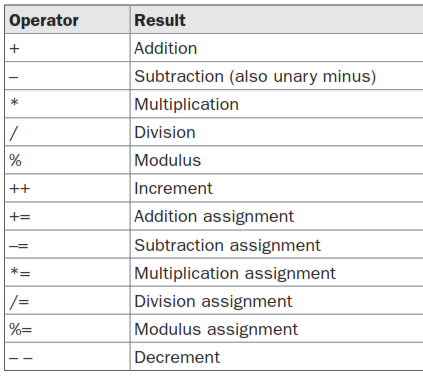 Operator Result
+ Addition
– Subtraction (also unary minus)
* Multiplication
/ Division
% Modulus
++ Increment
+= Addition assignment
–= Subtraction assignment
*= Multiplication assignment
/= Division assignment
%= Modulus assignment
– – Decrement